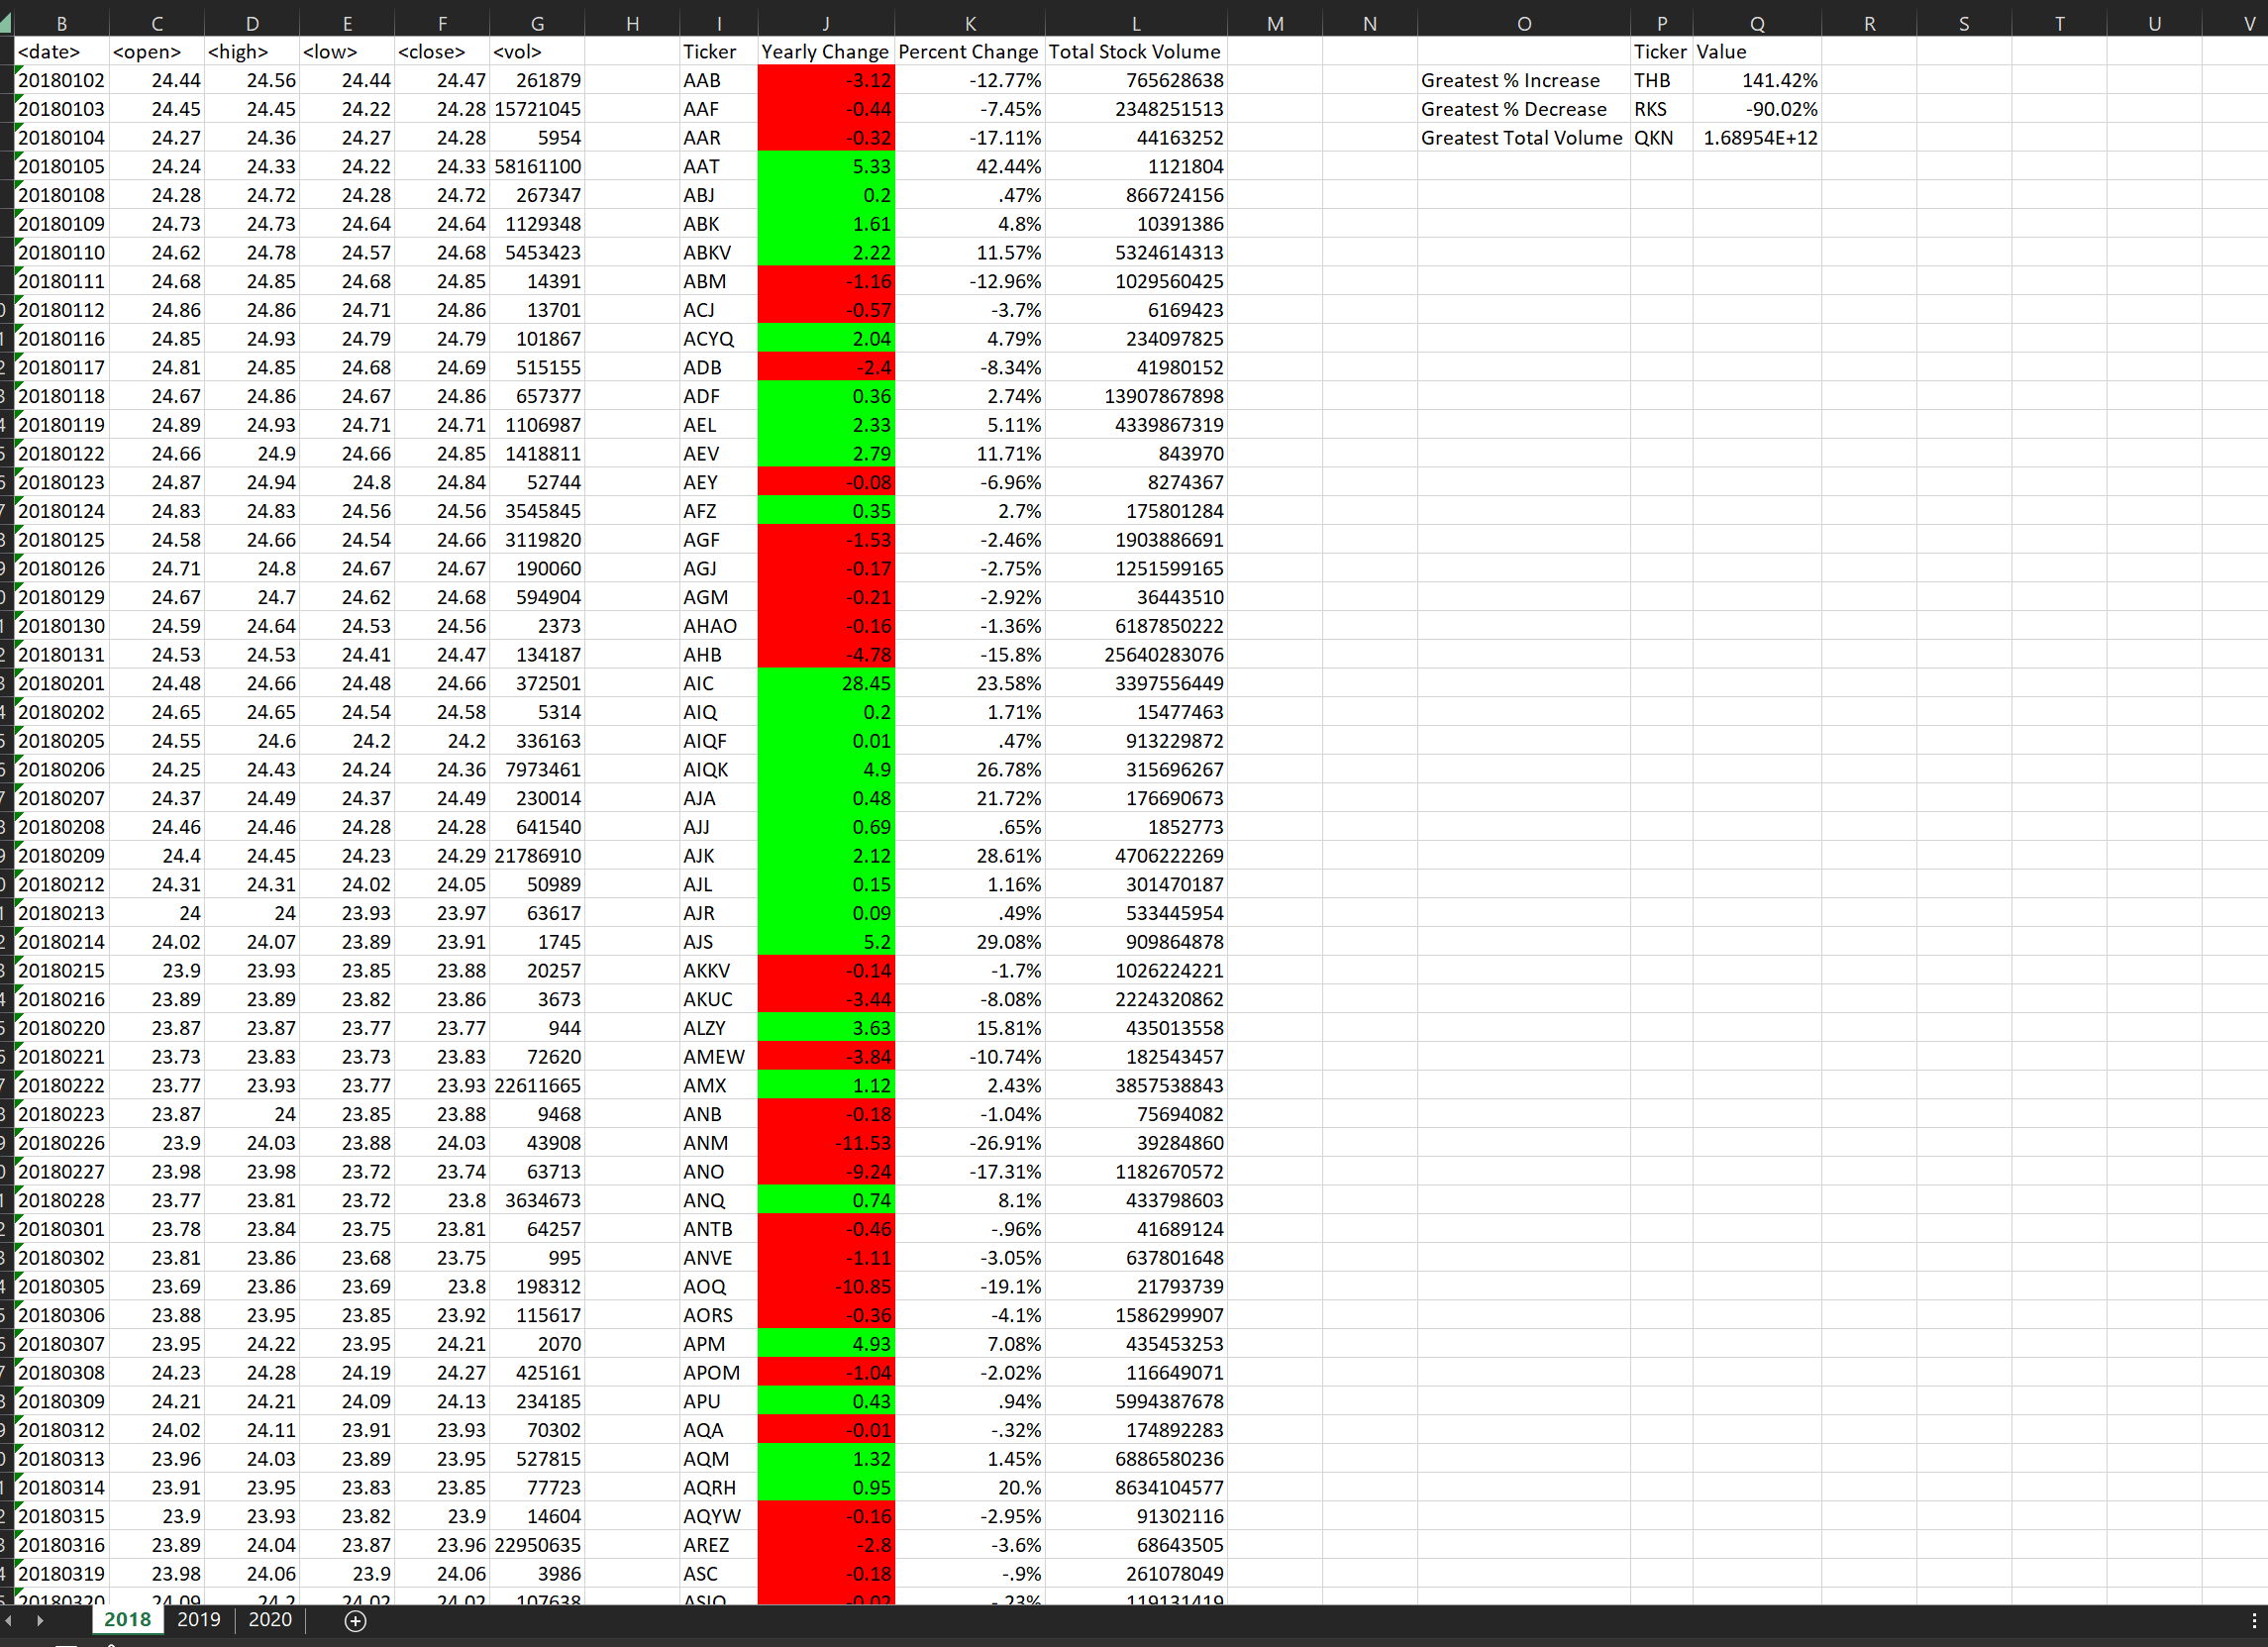 B C D E F G H I J K L M N O P Q R S T U V
<date> <open> <high> <low> <close> <vol> Ticker Yearly Change Percent Change Total Stock Volume Ticker Value
20180102 24.44 24.56 24.44 24.47 261879 AAB -3.12 -12.77% 765628638 Greatest % Increase THB 141.42%
20180103 24.45 24.45 24.22 24.28 15721045 AAF -0.44 -7.45% 2348251513 Greatest % Decrease RKS -90.02%
20180104 24.27 24.36 24.27 24.28 5954 AAR -0.32 -17.11% 44163252 Greatest Total Volume QKN 1.68954E+12
20180105 24.24 24.33 24.22 24.33 58161100 AAT 5.33 42.44% 1121804
20180108 24.28 24.72 24.28 24.72 267347 ABJ 0.2 .47% 866724156
20180109 24.73 24.73 24.64 24.64 1129348 ABK 1.61 4.8% 10391386
20180110 24.62 24.78 24.57 24.68 5453423 ABKV 2.22 11.57% 5324614313
20180111 24.68 24.85 24.68 24.85 14391 ABM -1.16 -12.96% 1029560425
20180112 24.86 24.86 24.71 24.86 13701 ACJ -0.57 -3.7% 6169423
20180116 24.85 24.93 24.79 24.79 101867 ACYQ 2.04 4.79% 234097825
20180117 24.81 24.85 24.68 24.69 515155 ADB -2.4 -8.34% 41980152
20180118 24.67 24.86 24.67 24.86 657377 ADF 0.36 2.74% 13907867898
20180119 24.89 24.93 24.71 24.71 1106987 AEL 2.33 5.11% 4339867319
20180122 24.66 24.9 24.66 24.85 1418811 AEV 2.79 11.71% 843970
20180123 24.87 24.94 24.8 24.84 52744 AEY -0.08 -6.96% 8274367
20180124 24.83 24.83 24.56 24.56 3545845 AFZ 0.35 2.7% 175801284
20180125 24.58 24.66 24.54 24.66 3119820 AGF -1.53 -2.46% 1903886691
20180126 24.71 24.8 24.67 24.67 190060 AGJ -0.17 -2.75% 1251599165
20180129 24.67 24.7 24.62 24.68 594904 AGM -0.21 -2.92% 36443510
20180130 24.59 24.64 24.53 24.56 2373 AHAO -0.16 -1.36% 6187850222
20180131 24.53 24.53 24.41 24.47 134187 AHB -4.78 -15.8% 25640283076
20180201 24.48 24.66 24.48 24.66 372501 AIC 28.45 23.58% 3397556449
20180202 24.65 24.65 24.54 24.58 5314 AIQ 0.2 1.71% 15477463
20180205 24.55 24.6 24.2 24.2 336163 AIQF 0.01 .47% 913229872
20180206 24.25 24.43 24.24 24.36 7973461 AIQK 4.9 26.78% 315696267
20180207 24.37 24.49 24.37 24.49 230014 AJA 0.48 21.72% 176690673
20180208 24.46 24.46 24.28 24.28 641540 AJJ 0.69 .65% 1852773
20180209 24.4 24.45 24.23 24.29 21786910 AJK 2.12 28.61% 4706222269
20180212 24.31 24.31 24.02 24.05 50989 AJL 0.15 1.16% 301470187
20180213 24 24 23.93 23.97 63617 AJR 0.09 .49% 533445954
20180214 24.02 24.07 23.89 23.91 1745 AJS 5.2 29.08% 909864878
20180215 23.9 23.93 23.85 23.88 20257 AKKV -0.14 -1.7% 1026224221
20180216 23.89 23.89 23.82 23.86 3673 AKUC -3.44 -8.08% 2224320862
20180220 23.87 23.87 23.77 23.77 944 ALZY 3.63 15.81% 435013558
20180221 23.73 23.83 23.73 23.83 72620 AMEW -3.84 -10.74% 182543457
20180222 23.77 23.93 23.77 23.93 22611665 AMX 1.12 2.43% 3857538843
20180223 23.87 24 23.85 23.88 9468 ANB -0.18 -1.04% 75694082
20180226 23.9 24.03 23.88 24.03 43908 ANM -11.53 -26.91% 39284860
20180227 23.98 23.98 23.72 23.74 63713 ANO -9.24 -17.31% 1182670572
20180228 23.77 23.81 23.72 23.8 3634673 ANQ 0.74 8.1% 433798603
20180301 23.78 23.84 23.75 23.81 64257 ANTB -0.46 -.96% 41689124
20180302 23.81 23.86 23.68 23.75 995 ANVE -1.11 -3.05% 637801648
20180305 23.69 23.86 23.69 23.8 198312 AOQ -10.85 -19.1% 21793739
20180306 23.88 23.95 23.85 23.92 115617 AORS -0.36 -4.1% 1586299907
20180307 23.95 24.22 23.95 24.21 2070 APM 4.93 7.08% 435453253
20180308 24.23 24.28 24.19 24.27 425161 APOM -1.04 -2.02% 116649071
20180309 24.21 24.21 24.09 24.13 234185 APU 0.43 .94% 5994387678
20180312 24.02 24.11 23.91 23.93 70302 AQA -0.01 -.32% 174892283
20180313 23.96 24.03 23.89 23.95 527815 AQM 1.32 1.45% 6886580236
20180314 23.91 23.95 23.83 23.85 77723 AQRH 0.95 20.% 8634104577
20180315 23.9 23.93 23.82 23.9 14604 AQYW -0.16 -2.95% 91302116
20180316 23.89 24.04 23.87 23.96 22950635 AREZ -2.8 -3.6% 68643505
20180319 23.98 24.06 23.9 24.06 3986 ASC -0.18 -.9% 261078049
20180320 24.09 24.2 24.02 24.02 107638 -0.02 -.23% 119131419
2018 2019 2020